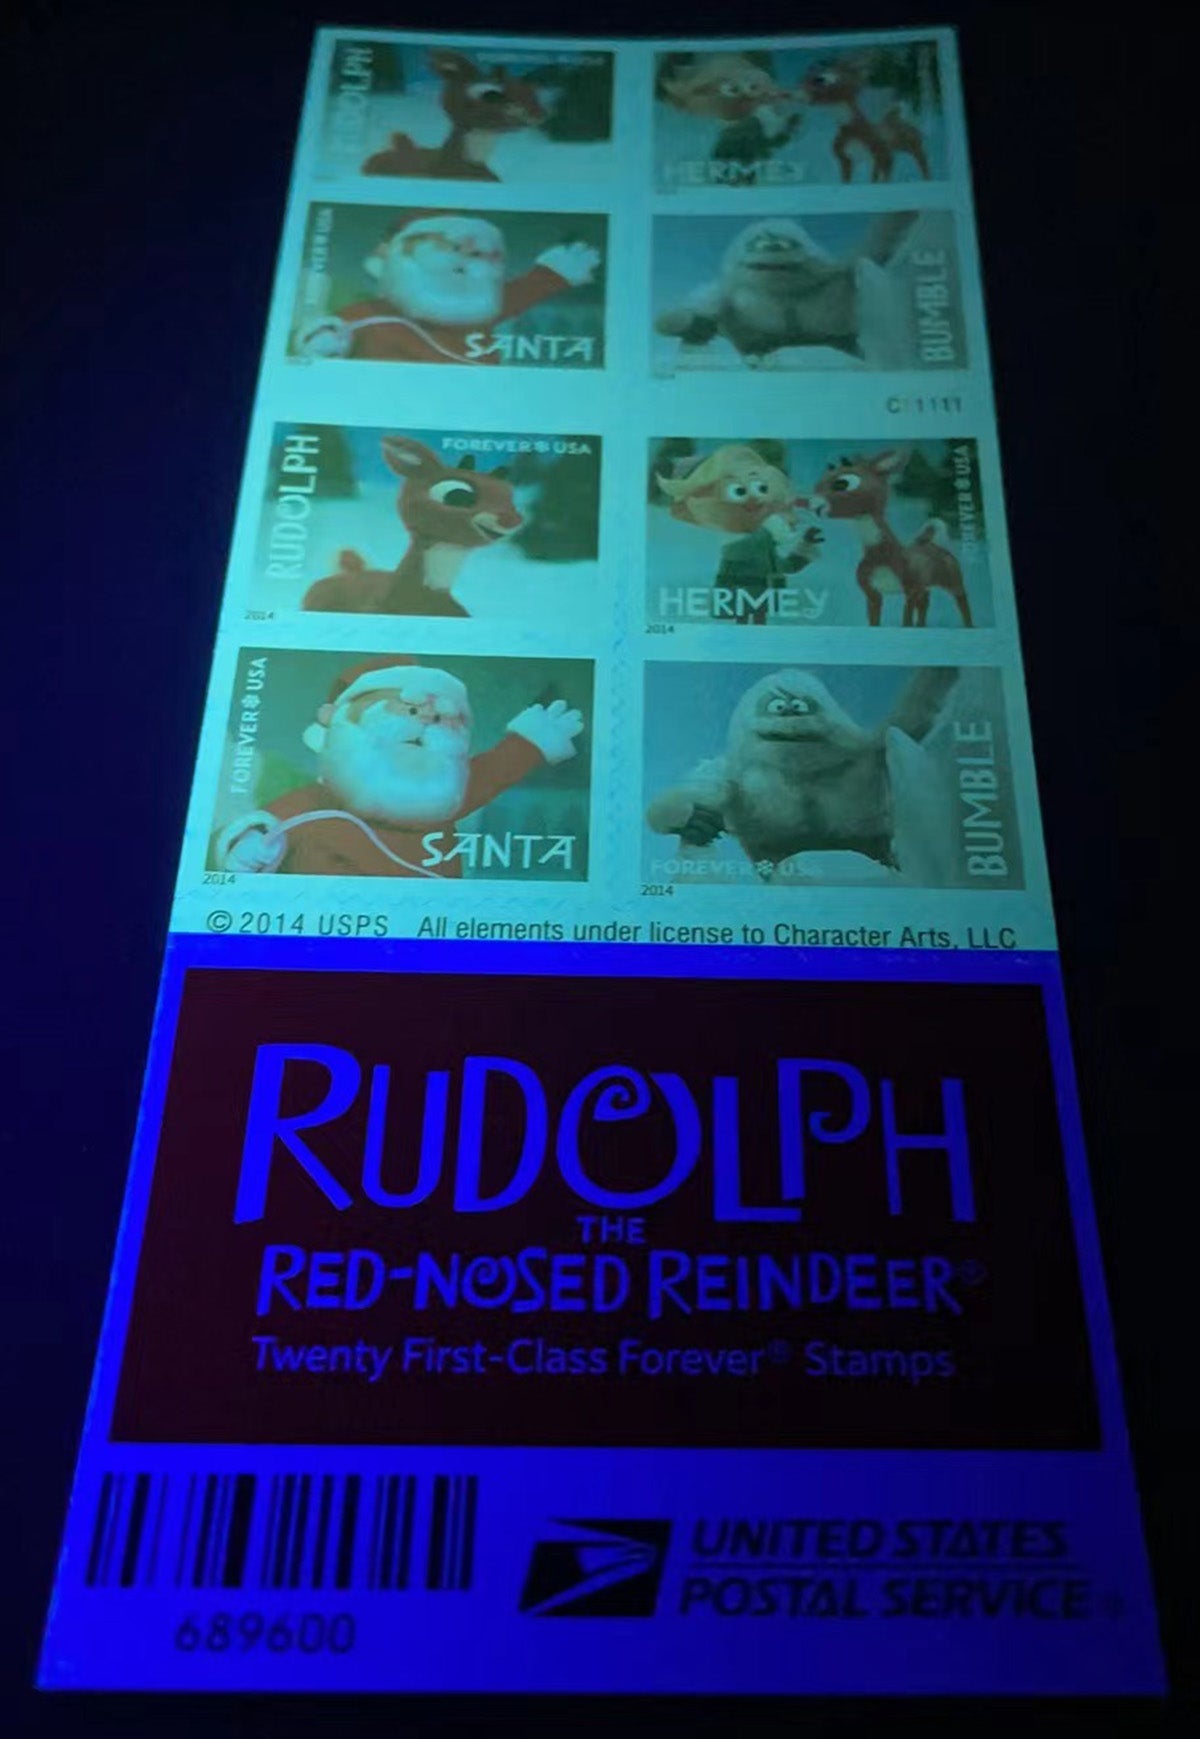 RUDOLPH
HERMEY
FOREVER USA
SANTA
BUMBLE
C11111
RUDOLPH
FOREVER USA
2014
HERMEY
FOREVER USA
2014
FOREVER USA
SANTA
2014
FOREVER USA
BUMBLE
2014
© 2014 USPS All elements under license to Character Arts, LLC
RUDOLPH
THE
RED-NOSED REINDEER®
Twenty First-Class Forever® Stamps
689600
UNITED STATES
POSTAL SERVICE®